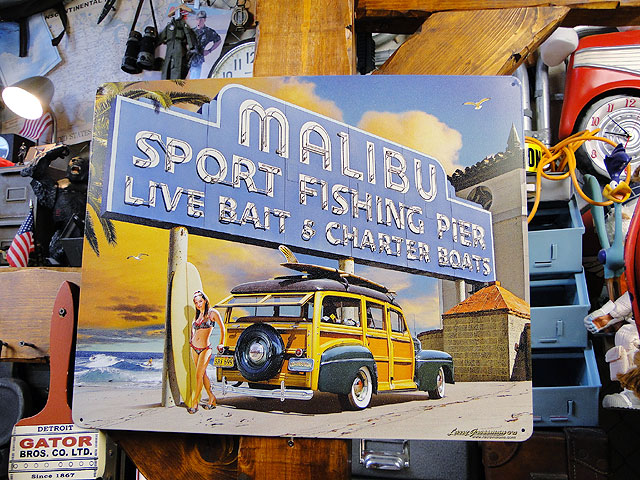 MALIBU
SPORT FISHING PIER
LIVE BAIT & CHARTER BOATS
DETROIT
GATOR
BROS. CO. LTD.
Since 1867